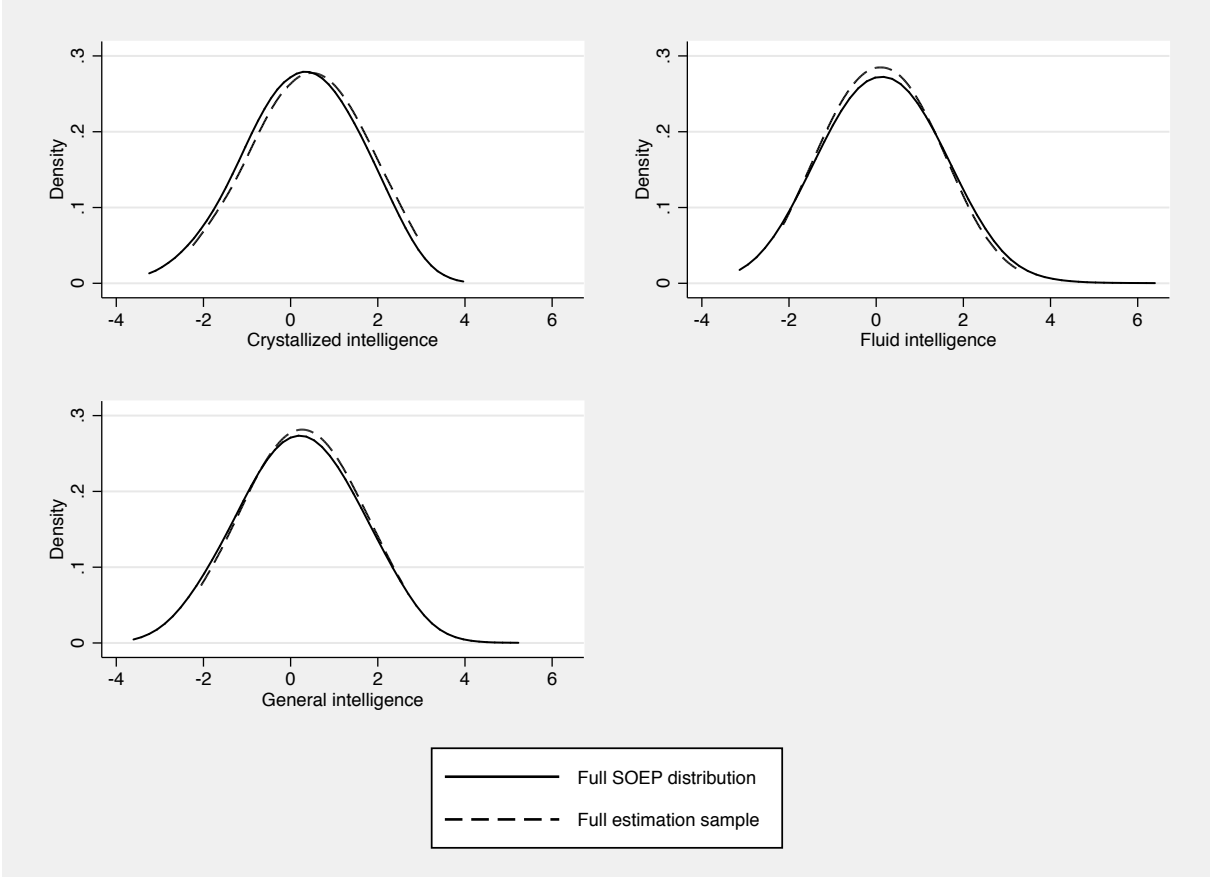 .3
.2
.1
0
Density
-4 -2 0 2 4 6
Crystallized intelligence
.3
.2
.1
0
Density
-4 -2 0 2 4 6
Fluid intelligence
.3
.2
.1
0
Density
-4 -2 0 2 4 6
General intelligence
Full SOEP distribution
Full estimation sample